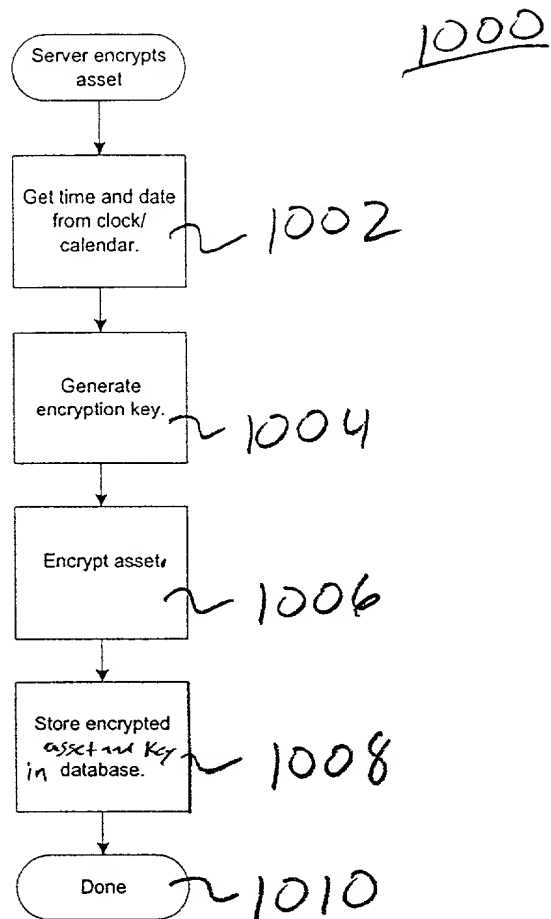 1000
Server encrypts
asset
Get time and date
from clock/
calendar.
1002
Generate
encryption key.
1004
Encrypt asset.
1006
Store encrypted
asset and key
in database.
1008
Done
1010